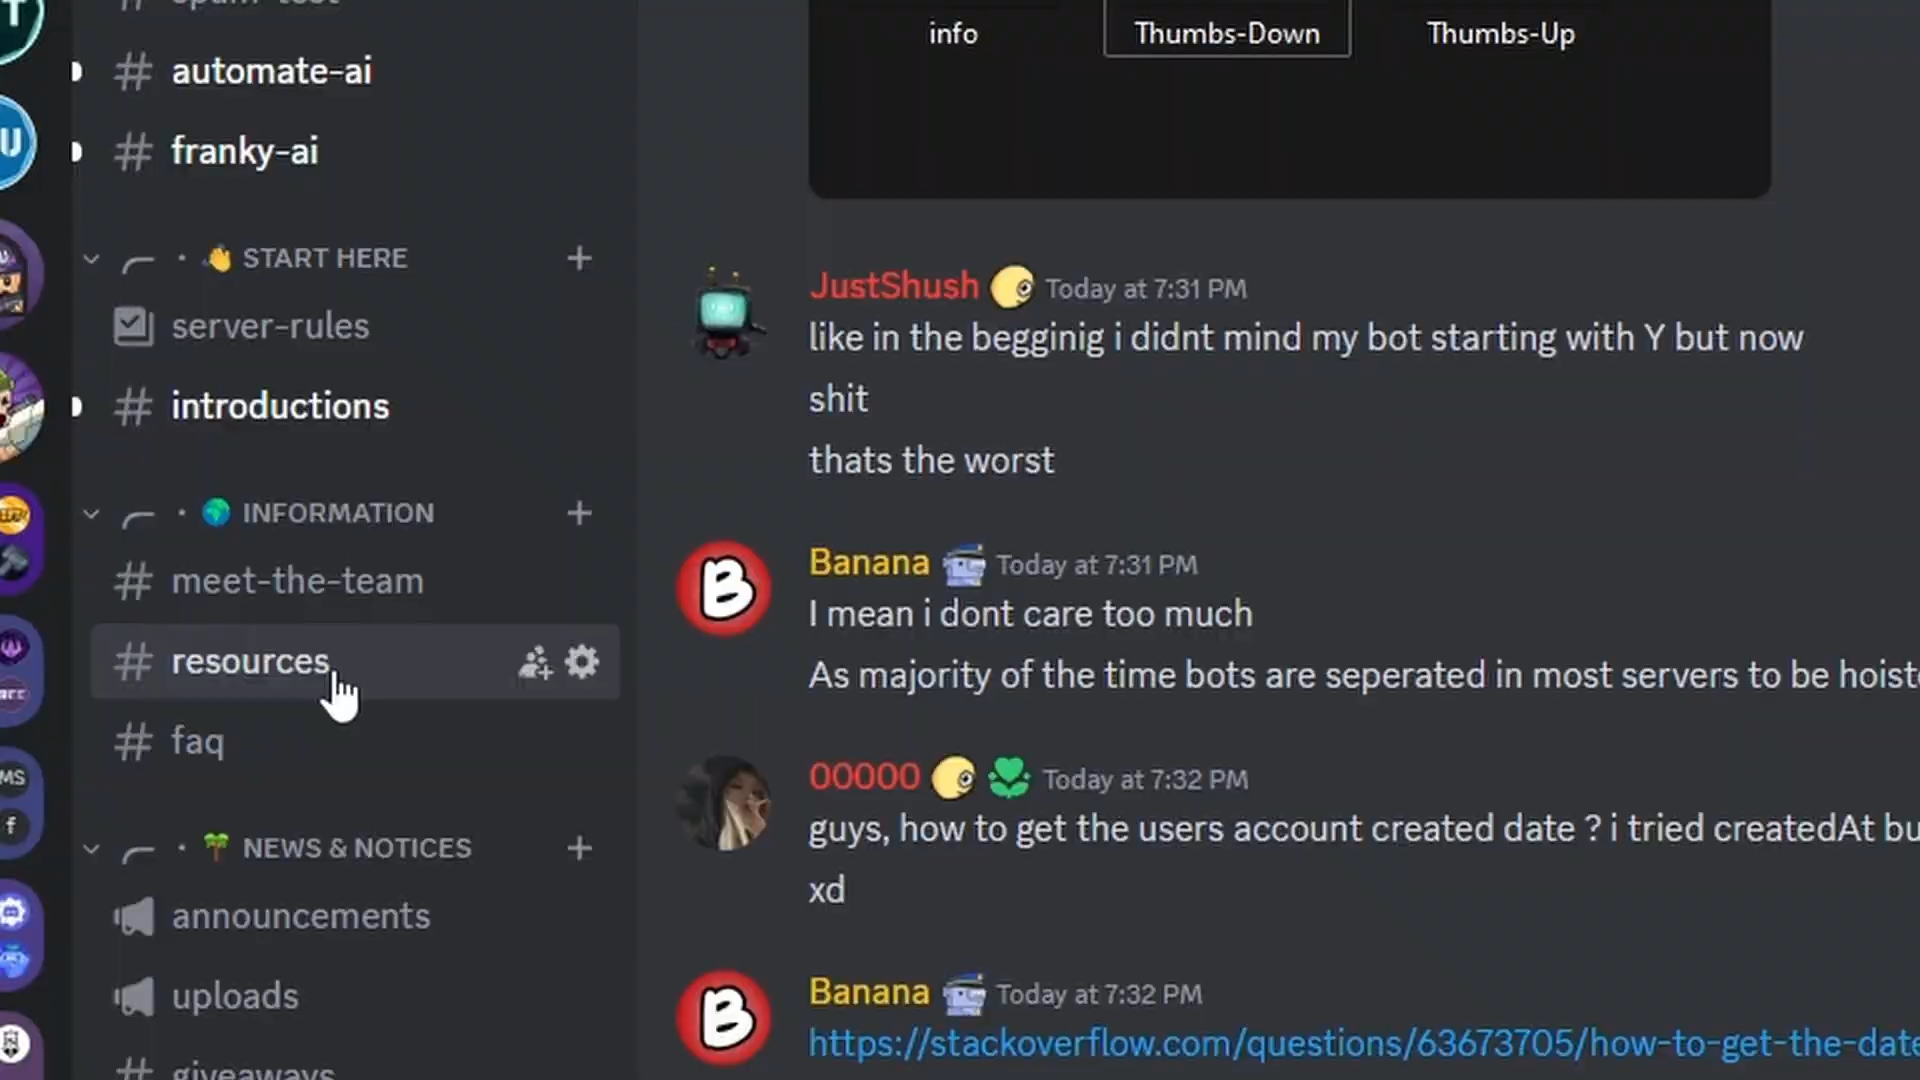 spam-test
automate-ai
franky-ai
START HERE
server-rules
introductions
INFORMATION
meet-the-team
resources
faq
NEWS & NOTICES
announcements
uploads
giveaways
info
Thumbs-Down
Thumbs-Up
JustShush Today at 7:31 PM
like in the begginig i didnt mind my bot starting with Y but now
shit
thats the worst
Banana Today at 7:31 PM
I mean i dont care too much
As majority of the time bots are seperated in most servers to be hoist
OOOOO Today at 7:32 PM
guys, how to get the users account created date ? i tried createdAt bu
xd
Banana Today at 7:32 PM
https://stackoverflow.com/questions/63673705/how-to-get-the-date
T
U
MS
f
B
B